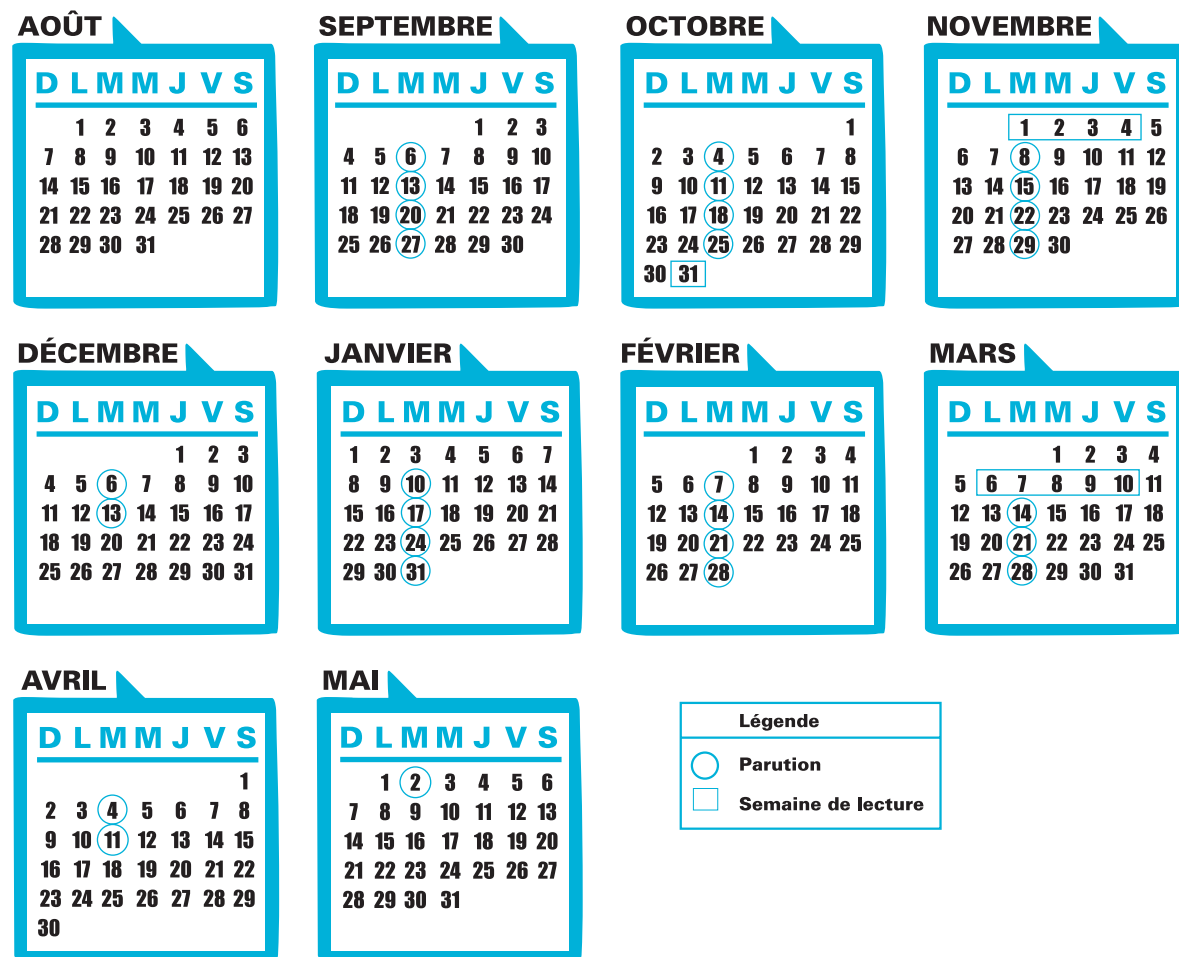 AOÛT
D L M M J V S
1 2 3 4 5 6
7 8 9 10 11 12 13
14 15 16 17 18 19 20
21 22 23 24 25 26 27
28 29 30 31
SEPTEMBRE
D L M M J V S
1 2 3
4 5 6 7 8 9 10
11 12 13 14 15 16 17
18 19 20 21 22 23 24
25 26 27 28 29 30
OCTOBRE
D L M M J V S
1
2 3 4 5 6 7 8
9 10 11 12 13 14 15
16 17 18 19 20 21 22
23 24 25 26 27 28 29
30 31
NOVEMBRE
D L M M J V S
1 2 3 4 5
6 7 8 9 10 11 12
13 14 15 16 17 18 19
20 21 22 23 24 25 26
27 28 29 30
DÉCEMBRE
D L M M J V S
1 2 3
4 5 6 7 8 9 10
11 12 13 14 15 16 17
18 19 20 21 22 23 24
25 26 27 28 29 30 31
JANVIER
D L M M J V S
1 2 3 4 5 6 7
8 9 10 11 12 13 14
15 16 17 18 19 20 21
22 23 24 25 26 27 28
29 30 31
FÉVRIER
D L M M J V S
1 2 3 4
5 6 7 8 9 10 11
12 13 14 15 16 17 18
19 20 21 22 23 24 25
26 27 28
MARS
D L M M J V S
1 2 3 4
5 6 7 8 9 10 11
12 13 14 15 16 17 18
19 20 21 22 23 24 25
26 27 28 29 30 31
AVRIL
D L M M J V S
1
2 3 4 5 6 7 8
9 10 11 12 13 14 15
16 17 18 19 20 21 22
23 24 25 26 27 28 29
30
MAI
D L M M J V S
1 2 3 4 5 6
7 8 9 10 11 12 13
14 15 16 17 18 19 20
21 22 23 24 25 26 27
28 29 30 31
Légende
Parution
Semaine de lecture